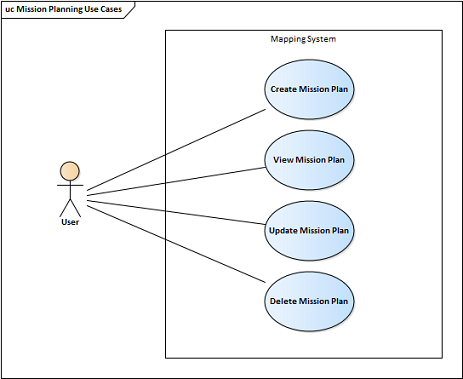 uc Mission Planning Use Cases
Mapping System
Create Mission Plan
View Mission Plan
User
Update Mission Plan
Delete Mission Plan